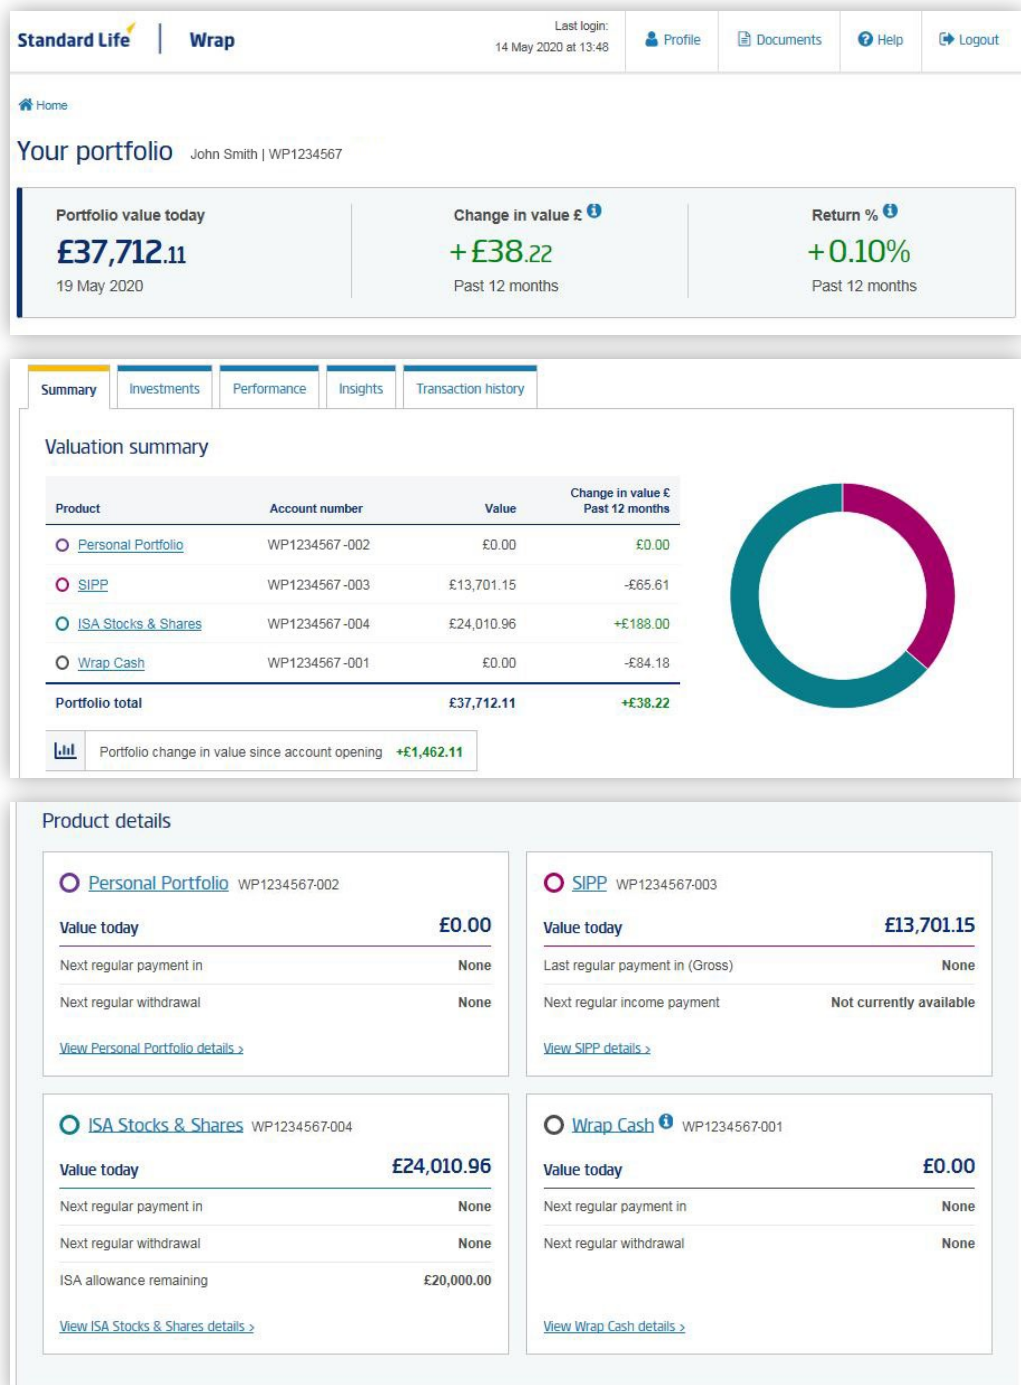 Standard Life | Wrap
Last login:
14 May 2020 at 13:48
Profile
Documents
Help
Logout
Home
Your portfolio John Smith | WP1234567
Portfolio value today
£37,712.11
19 May 2020
Change in value £
+£38.22
Past 12 months
Return %
+0.10%
Past 12 months
Summary Investments Performance Insights Transaction history
Valuation summary
Product Account number Value Change in value £ Past 12 months
Personal Portfolio WP1234567-002 £0.00 £0.00
SIPP WP1234567-003 £13,701.15 -£65.61
ISA Stocks & Shares WP1234567-004 £24,010.96 +£188.00
Wrap Cash WP1234567-001 £0.00 -£84.18
Portfolio total £37,712.11 +£38.22
Portfolio change in value since account opening +£1,462.11
Product details
Personal Portfolio WP1234567-002
Value today £0.00
Next regular payment in None
Next regular withdrawal None
View Personal Portfolio details >
SIPP WP1234567-003
Value today £13,701.15
Last regular payment in (Gross) None
Next regular income payment Not currently available
View SIPP details >
ISA Stocks & Shares WP1234567-004
Value today £24,010.96
Next regular payment in None
Next regular withdrawal None
ISA allowance remaining £20,000.00
View ISA Stocks & Shares details >
Wrap Cash WP1234567-001
Value today £0.00
Next regular payment in None
Next regular withdrawal None
View Wrap Cash details >